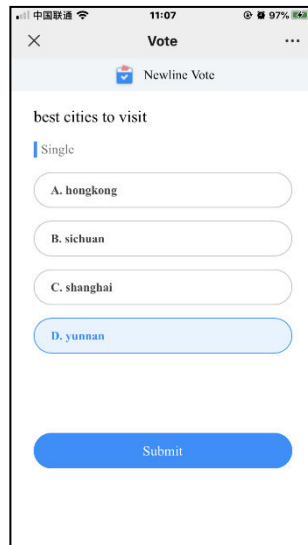 中国联通 11:07 97%
Vote
Newline Vote
best cities to visit
Single
A. hongkong
B. sichuan
C. shanghai
D. yunnan
Submit